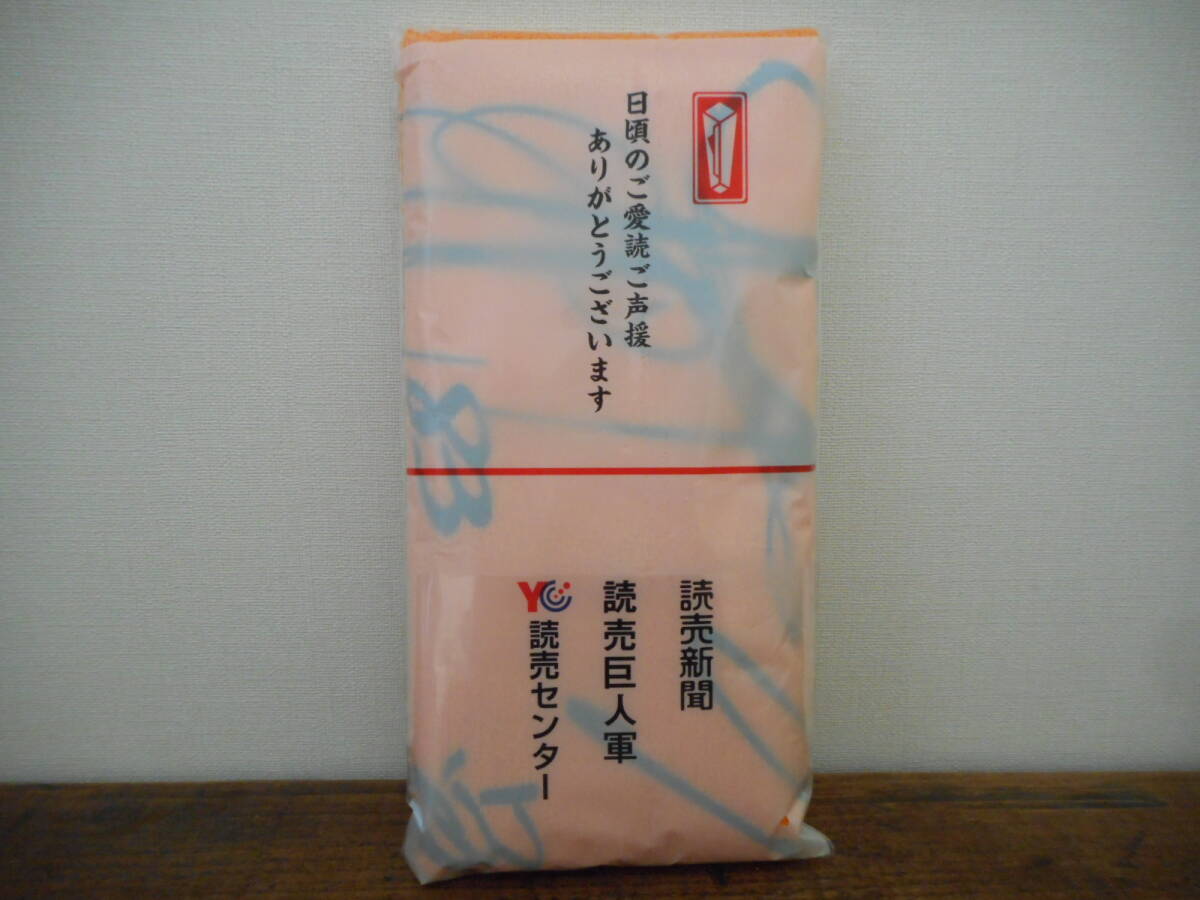 日頃のご愛読ご声援
ありがとうございます
読売新聞
読売巨人軍
YC 読売センター